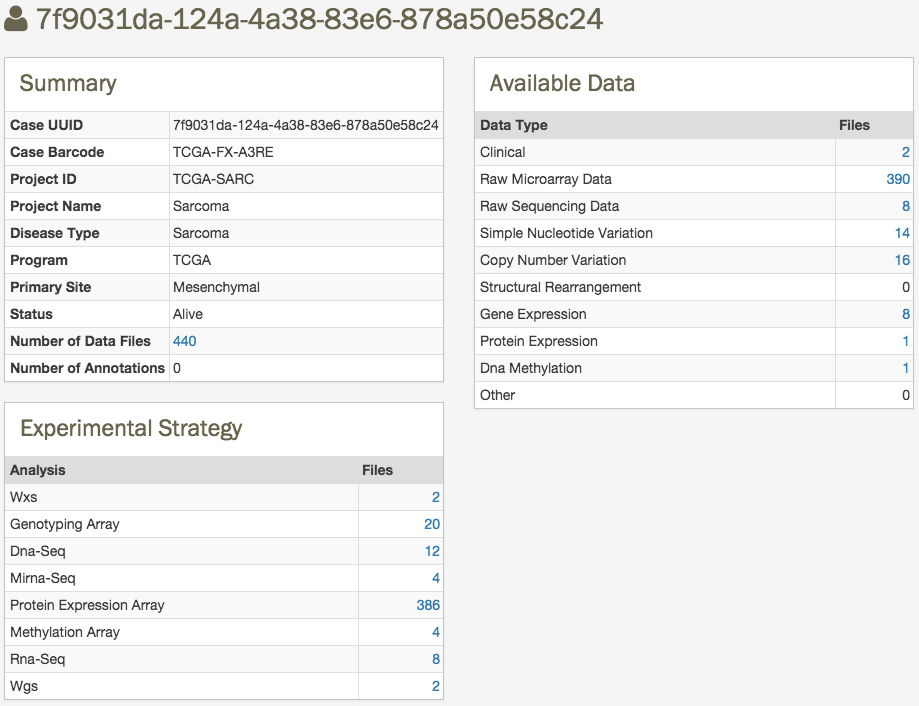 7f9031da-124a-4a38-83e6-878a50e58c24
Summary
Case UUID 7f9031da-124a-4a38-83e6-878a50e58c24
Case Barcode TCGA-FX-A3RE
Project ID TCGA-SARC
Project Name Sarcoma
Disease Type Sarcoma
Program TCGA
Primary Site Mesenchymal
Status Alive
Number of Data Files 440
Number of Annotations 0
Experimental Strategy
Analysis Files
Wxs 2
Genotyping Array 20
Dna-Seq 12
Mirna-Seq 4
Protein Expression Array 386
Methylation Array 4
Rna-Seq 8
Wgs 2
Available Data
Data Type Files
Clinical 2
Raw Microarray Data 390
Raw Sequencing Data 8
Simple Nucleotide Variation 14
Copy Number Variation 16
Structural Rearrangement 0
Gene Expression 8
Protein Expression 1
Dna Methylation 1
Other 0